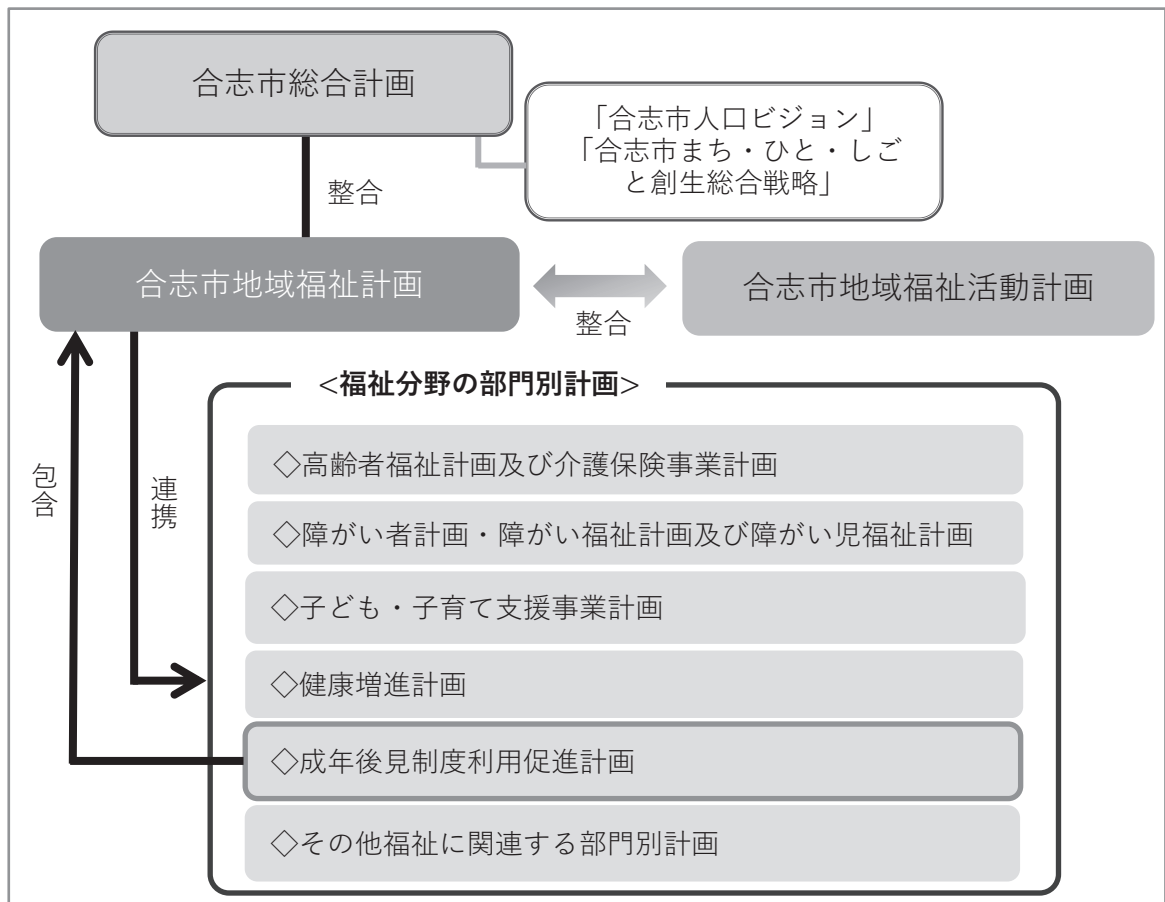 合志市総合計画
「合志市人口ビジョン」
「合志市まち・ひと・しご
と創生総合戦略」
整合
合志市地域福祉計画
整合
合志市地域福祉活動計画
<福祉分野の部門別計画>
包含
連携
◇高齢者福祉計画及び介護保険事業計画
◇障がい者計画・障がい福祉計画及び障がい児福祉計画
◇子ども・子育て支援事業計画
◇健康増進計画
◇成年後見制度利用促進計画
◇その他福祉に関連する部門別計画